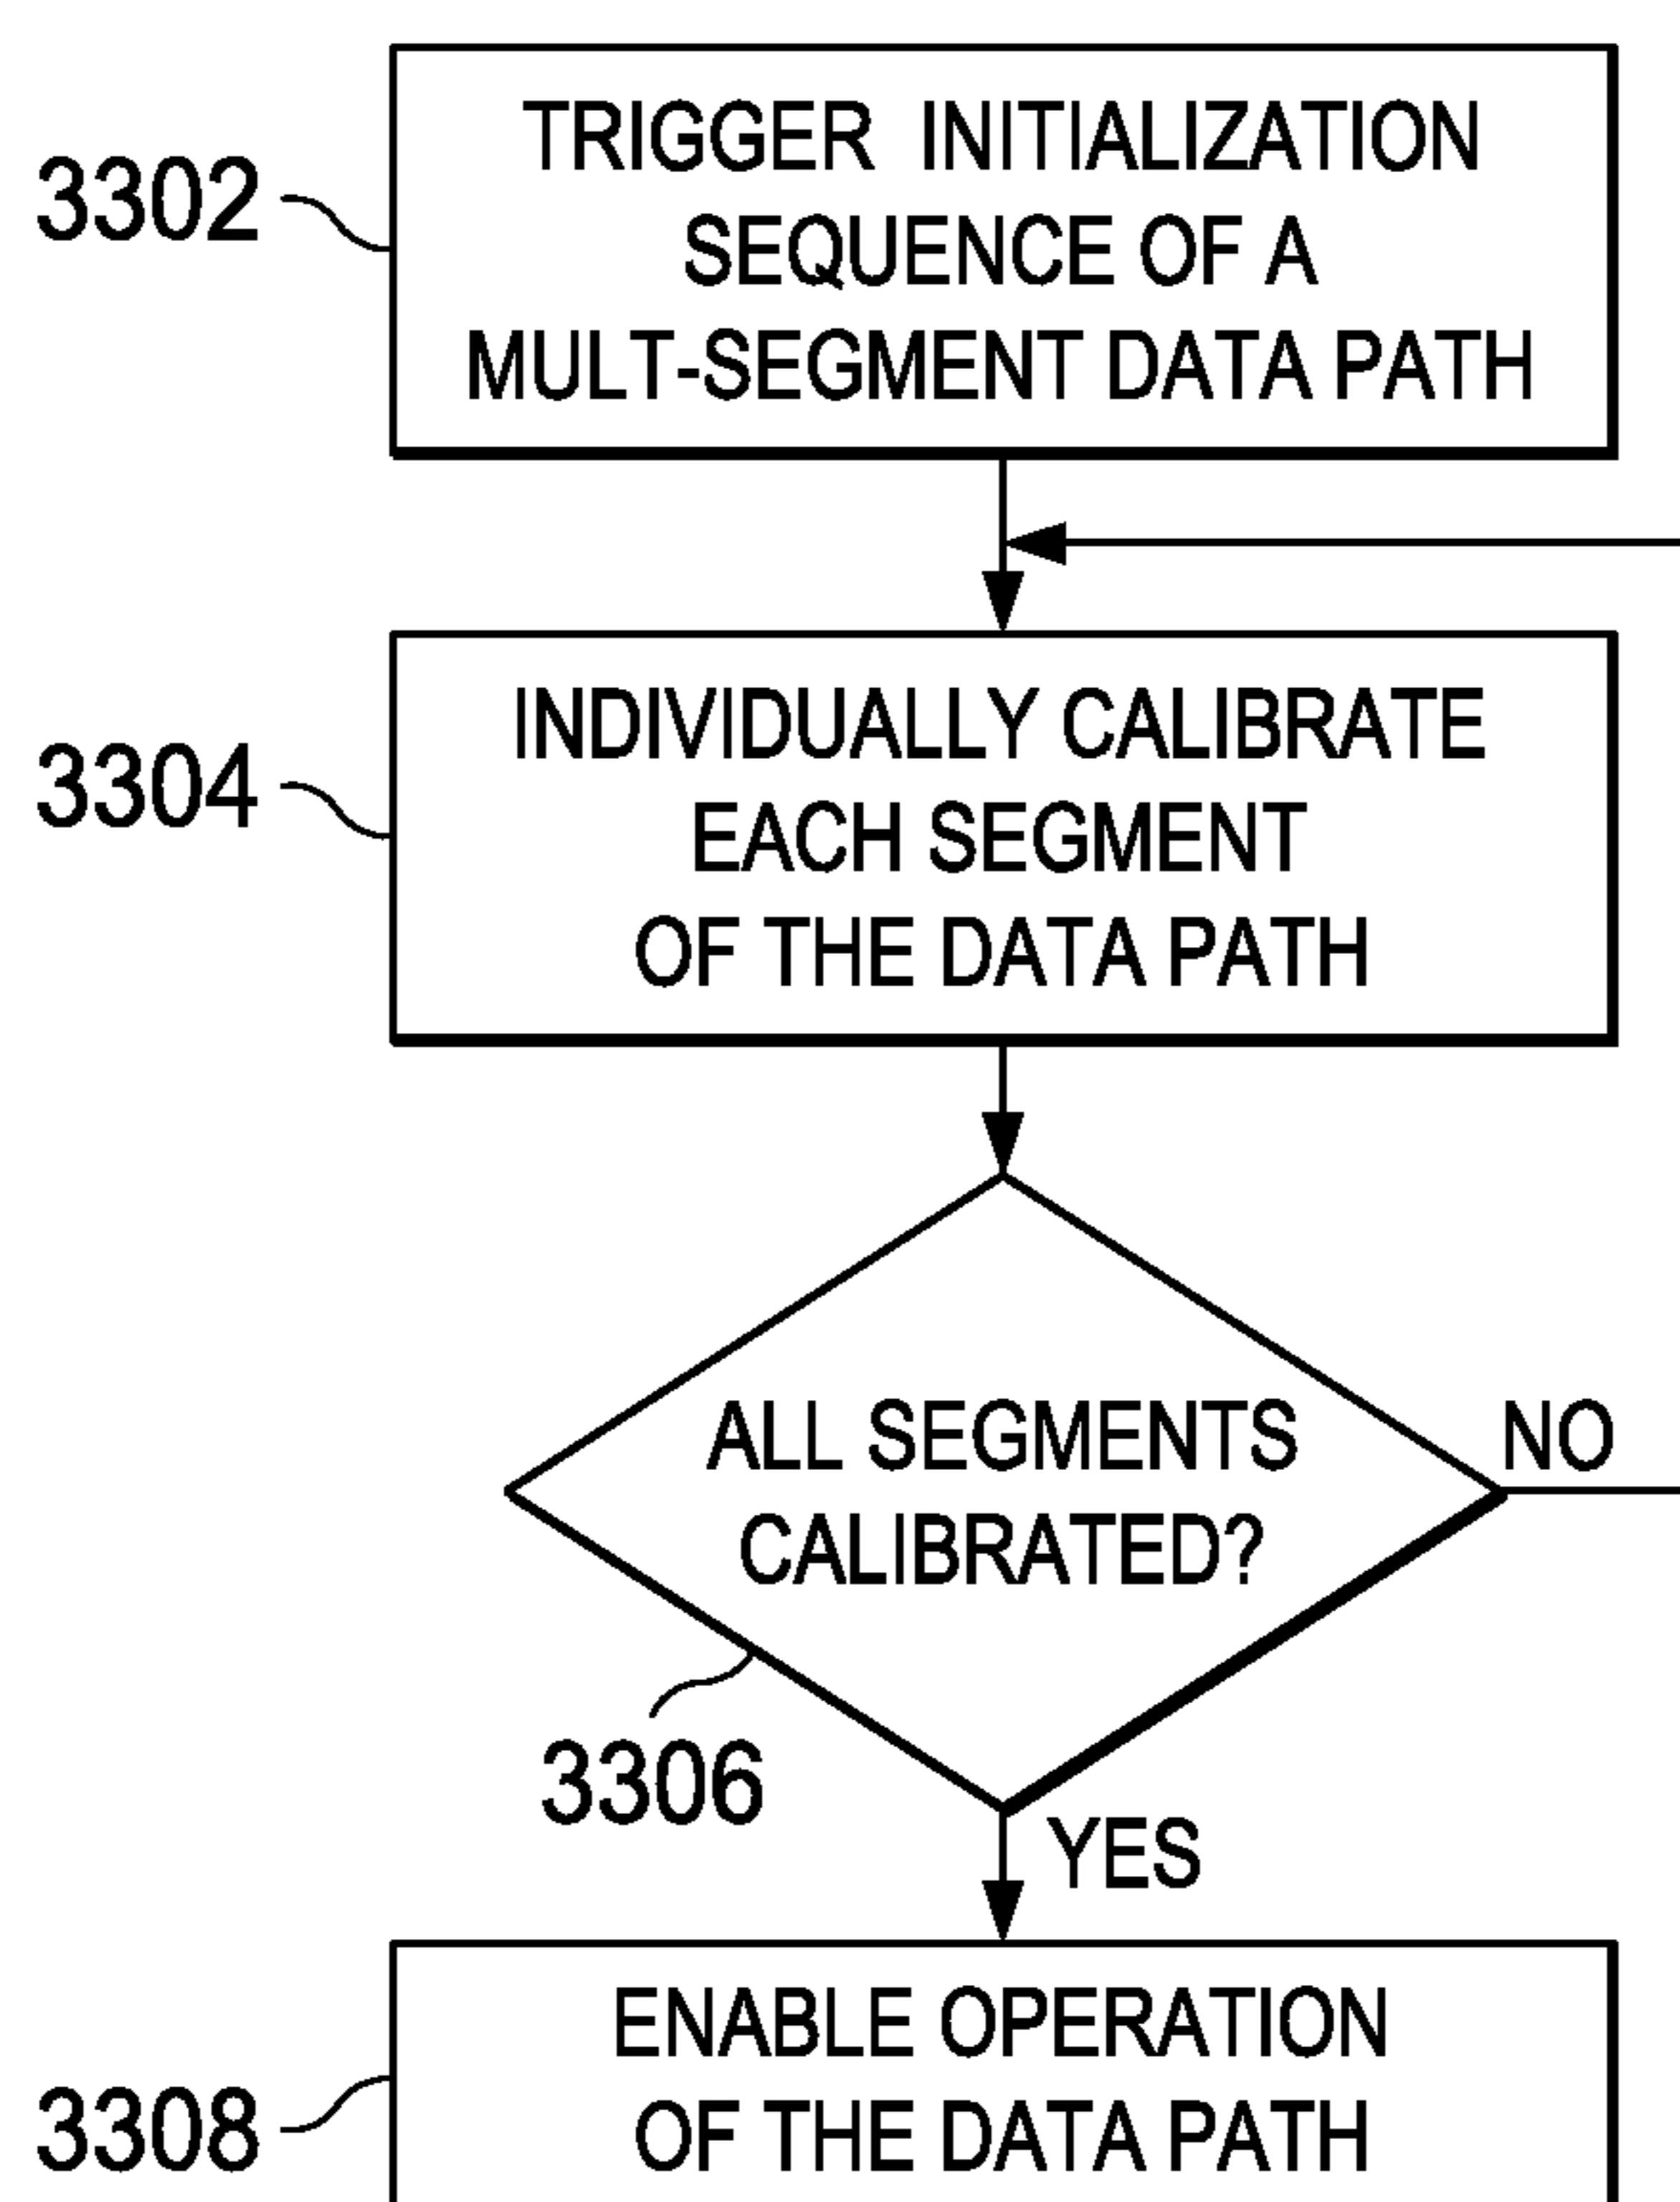 3302
TRIGGER INITIALIZATION
SEQUENCE OF A
MULT-SEGMENT DATA PATH
3304
INDIVIDUALLY CALIBRATE
EACH SEGMENT
OF THE DATA PATH
ALL SEGMENTS
CALIBRATED?
NO
3306
YES
3308
ENABLE OPERATION
OF THE DATA PATH